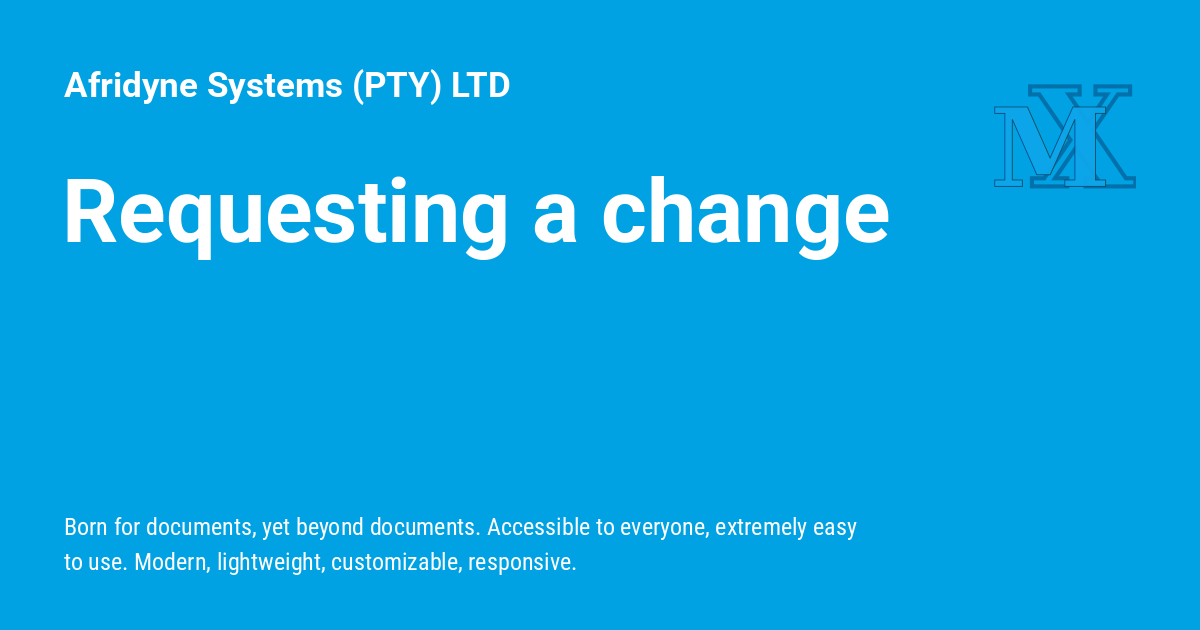 Afridyne Systems (PTY) LTD
MX
Requesting a change
Born for documents, yet beyond documents. Accessible to everyone, extremely easy
to use. Modern, lightweight, customizable, responsive.